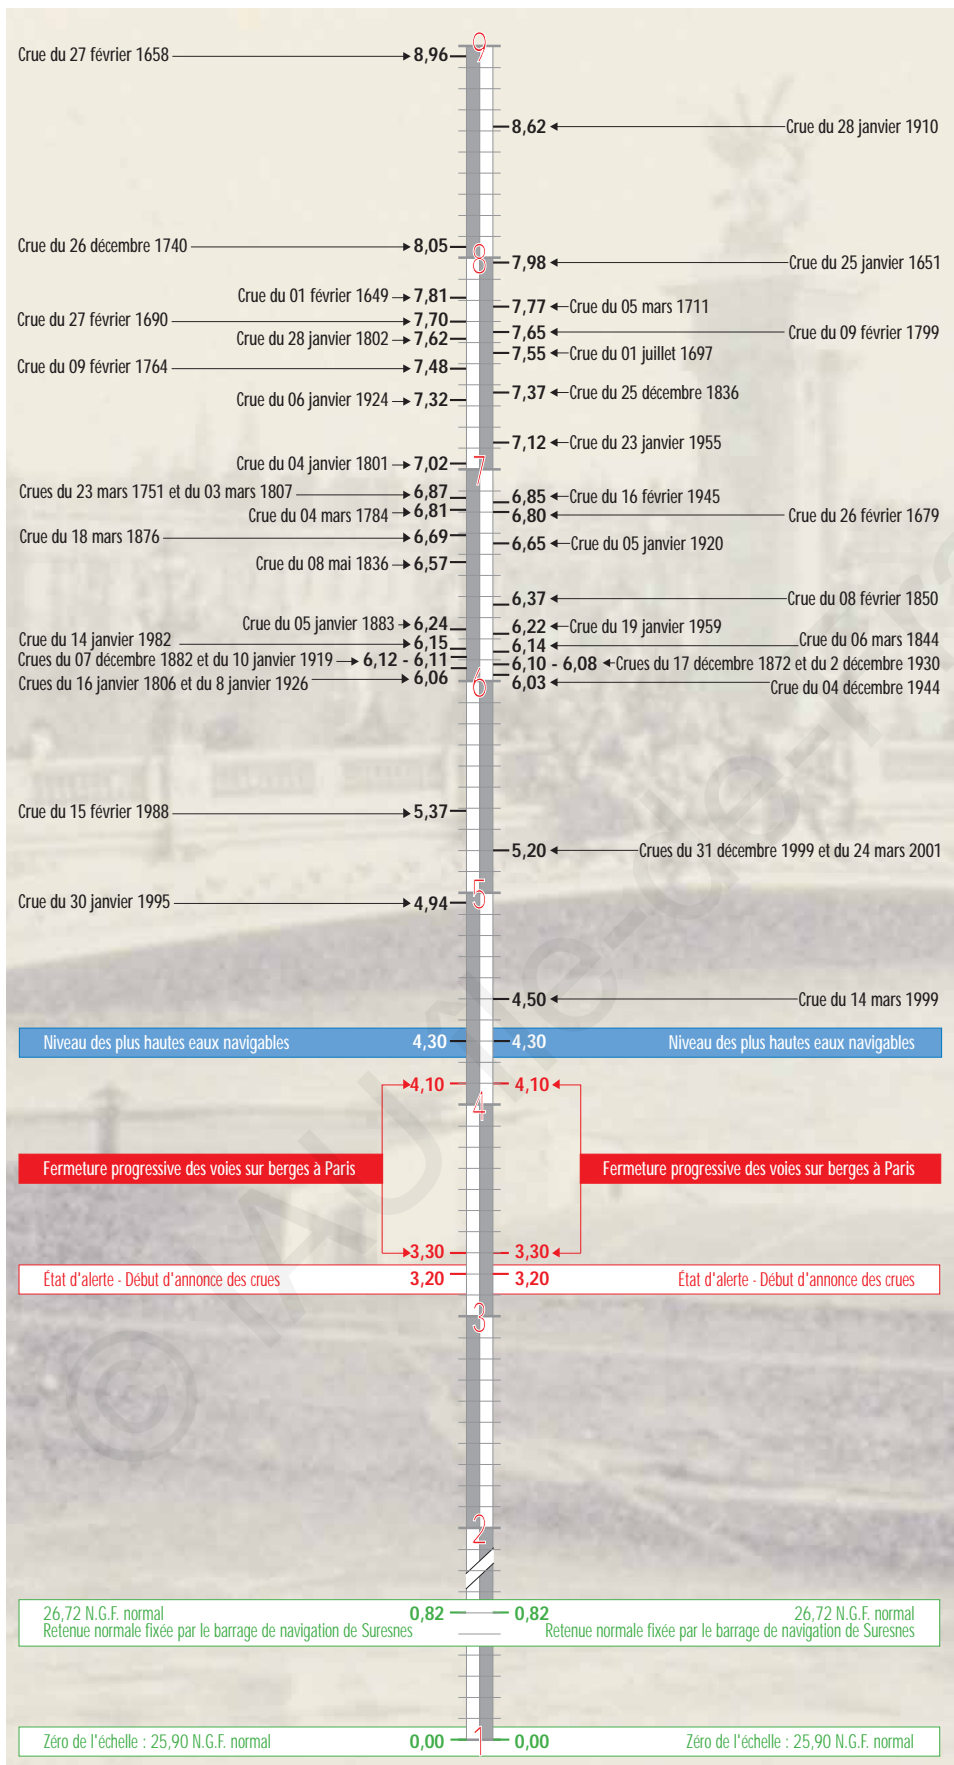 9
Crue du 27 février 1658 8,96
8,62 Crue du 28 janvier 1910
Crue du 26 décembre 1740 8,05
8
7,98 Crue du 25 janvier 1651
Crue du 01 février 1649 7,81
7,77 Crue du 05 mars 1711
Crue du 27 février 1690 7,70
7,65 Crue du 09 février 1799
Crue du 28 janvier 1802 7,62
7,55 Crue du 01 juillet 1697
Crue du 09 février 1764 7,48
7,37 Crue du 25 décembre 1836
Crue du 06 janvier 1924 7,32
7,12 Crue du 23 janvier 1955
Crue du 04 janvier 1801 7,02
7
Crues du 23 mars 1751 et du 03 mars 1807 6,87
6,85 Crue du 16 février 1945
Crue du 04 mars 1784 6,81
6,80 Crue du 26 février 1679
Crue du 18 mars 1876 6,69
6,65 Crue du 05 janvier 1920
Crue du 08 mai 1836 6,57
6,37 Crue du 08 février 1850
Crue du 05 janvier 1883 6,24
6,22 Crue du 19 janvier 1959
Crue du 14 janvier 1982 6,15
6,14 Crue du 06 mars 1844
Crues du 07 décembre 1882 et du 10 janvier 1919 6,12 - 6,11
6,10 - 6,08 Crues du 17 décembre 1872 et du 2 décembre 1930
Crues du 16 janvier 1806 et du 8 janvier 1926 6,06
6,03 Crue du 04 décembre 1944
6
Crue du 15 février 1988 5,37
5,20 Crues du 31 décembre 1999 et du 24 mars 2001
5
Crue du 30 janvier 1995 4,94
4,50 Crue du 14 mars 1999
Niveau des plus hautes eaux navigables 4,30 4,30 Niveau des plus hautes eaux navigables
4,10 4,10
4
Fermeture progressive des voies sur berges à Paris Fermeture progressive des voies sur berges à Paris
3,30 3,30
État d'alerte - Début d'annonce des crues 3,20 3,20 État d'alerte - Début d'annonce des crues
3
2
26,72 N.G.F. normal 0,82 0,82 26,72 N.G.F. normal
Retenue normale fixée par le barrage de navigation de Suresnes Retenue normale fixée par le barrage de navigation de Suresnes
1
Zéro de l'échelle : 25,90 N.G.F. normal 0,00 0,00 Zéro de l'échelle : 25,90 N.G.F. normal